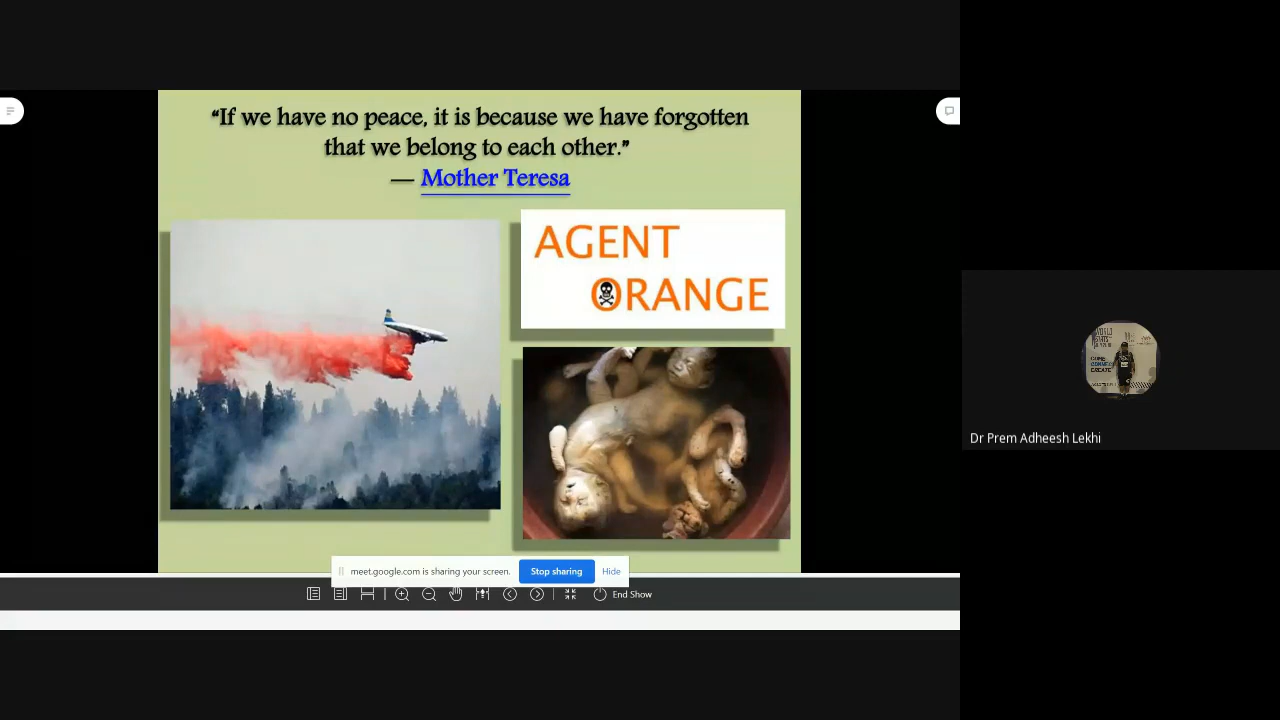 “If we have no peace, it is because we have forgotten
that we belong to each other.”
— Mother Teresa
AGENT
ORANGE
meet.google.com is sharing your screen.
Stop sharing
Hide
End Show
Dr Prem Adheesh Lekhi